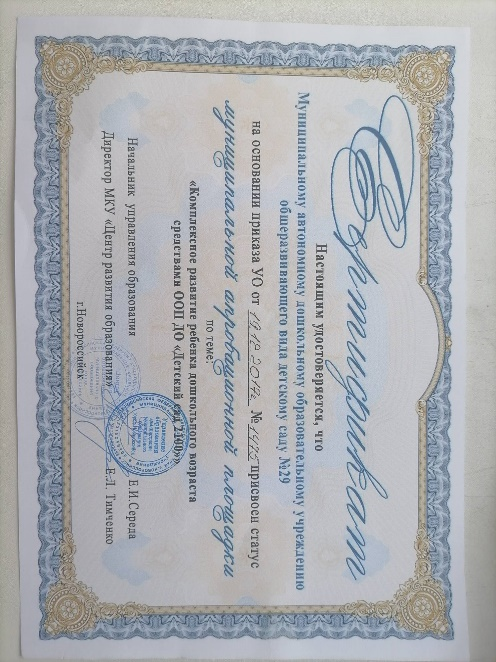 Сертификат
Настоящим удостоверяется, что
Муниципальному автономному дошкольному образовательному учреждению
общеразвивающего вида детскому саду №29
на основании приказа УО от 19.12.2017г. № присвоен статус
муниципальной апробационной площадки
по теме:
«Комплексное развитие ребенка дошкольного возраста
средствами ООП ДО «Детский сад 2100»»
Начальник управления образования Е.И.Середа
Директор МКУ «Центр развития образования» Е.Л. Тимченко
г.Новороссийск